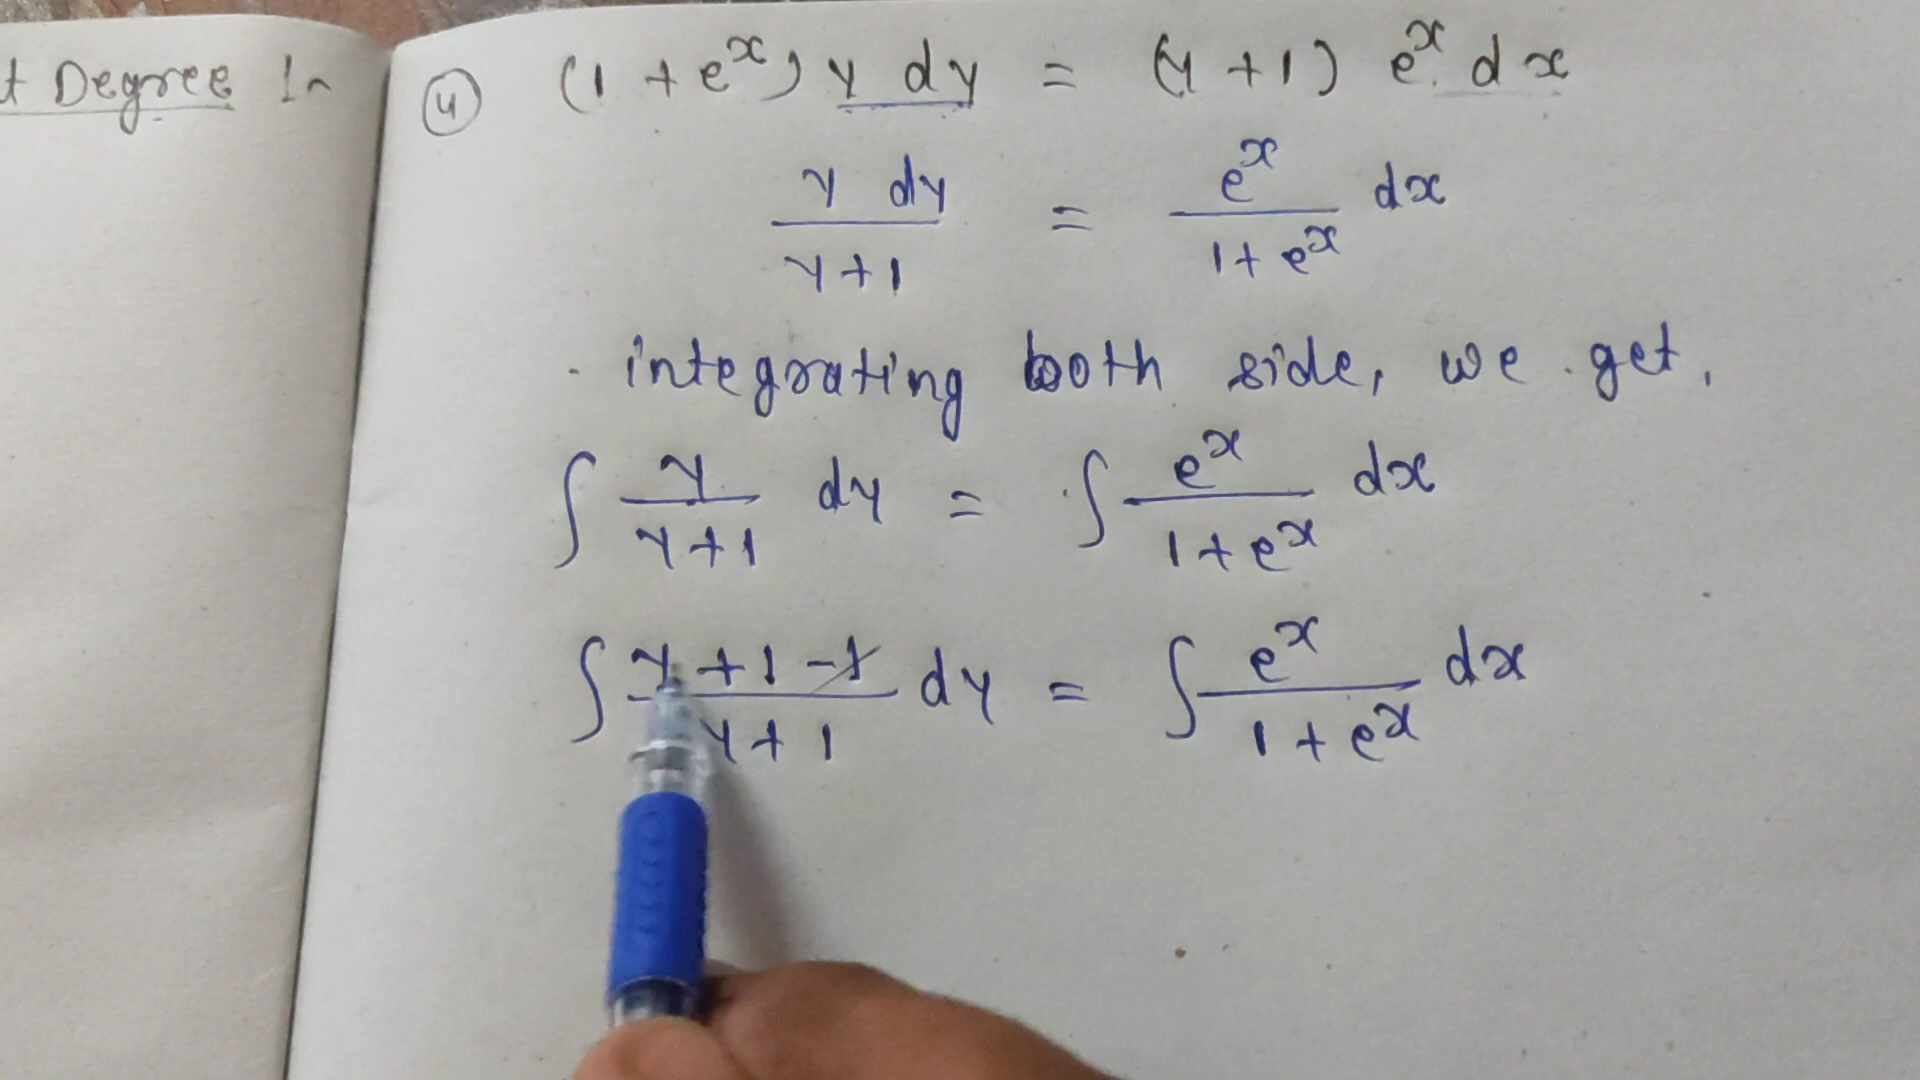 t Degree In
④ (1 + e^x) y dy = (y + 1) e^x dx
y dy / y + 1 = e^x / 1 + e^x dx
integrating both side, we get,
∫ y / y + 1 dy = ∫ e^x / 1 + e^x dx
∫ y + 1 - 1 / y + 1 dy = ∫ e^x / 1 + e^x dx